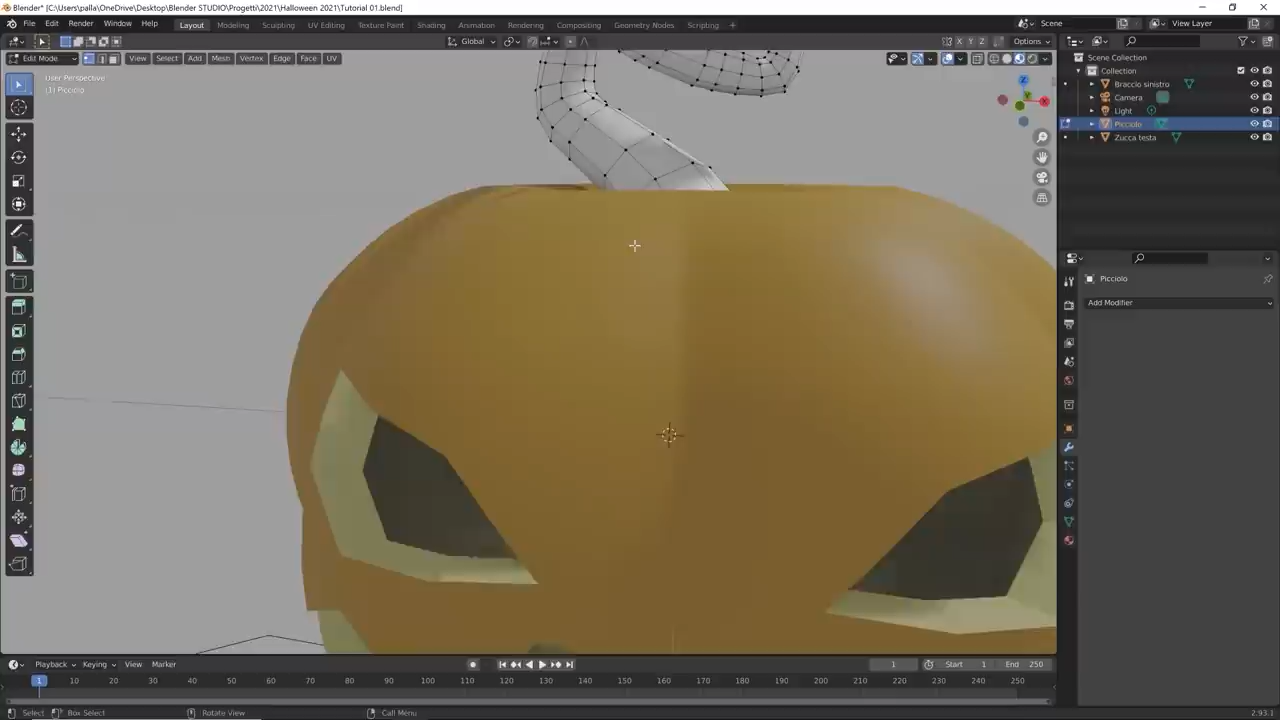 Blender* [C:\Users\palla\OneDrive\Desktop\Blender STUDIO\Progetti\2021\Halloween 2021\Tutorial 01.blend]
File Edit Render Window Help Layout Modeling Sculpting UV Editing Texture Paint Shading Animation Rendering Compositing Geometry Nodes Scripting + Scene View Layer
Global X Y Z Options
Edit Mode View Select Add Mesh Vertex Edge Face UV
Scene Collection
User Perspective
(1) Picciolo
Collection
Braccio sinistro
Camera
Light
Picciolo
Zucca testa
Z
X
Y
Picciolo
Add Modifier
Playback Keying View Marker 1 Start 1 End 250
1 10 20 30 40 50 60 70 80 90 100 110 120 130 140 150 160 170 180 190 200 210 220 230 240 250
Select Box Select Rotate View Call Menu 2.93.1